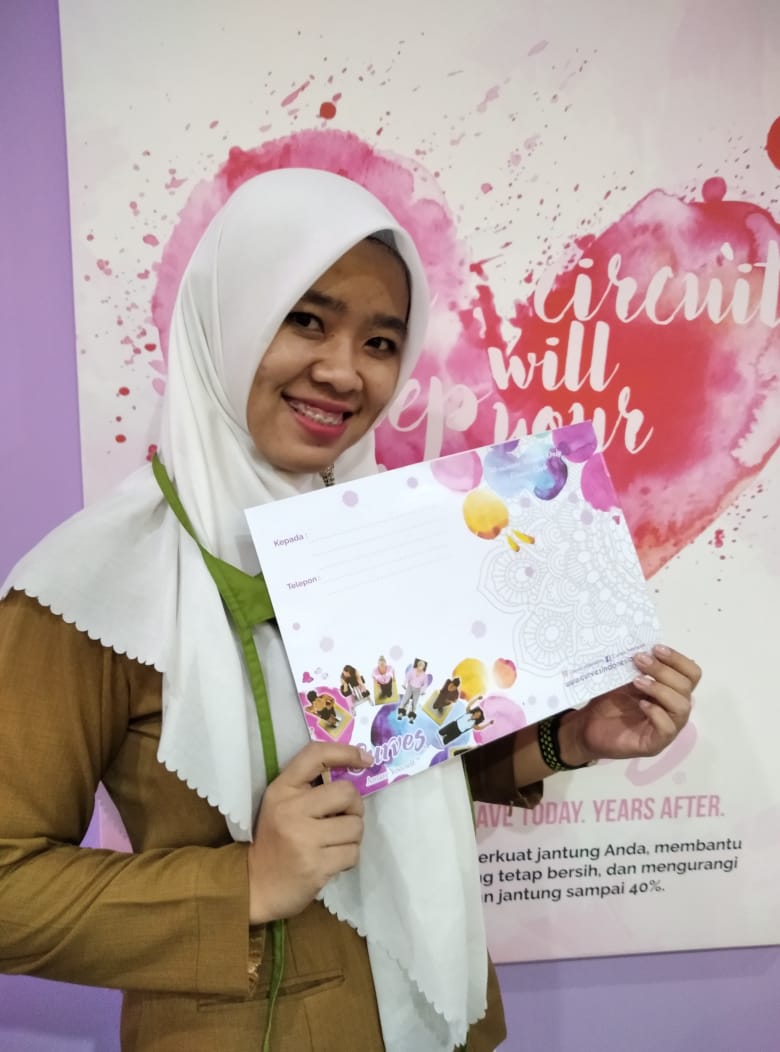 circuit
will
ep your
Kepada :
Telepon :
Curves
www.curvesindonesia
AVE TODAY. YEARS AFTER.
erkuat jantung Anda, membantu
g tetap bersih, dan mengurangi
n jantung sampai 40%.